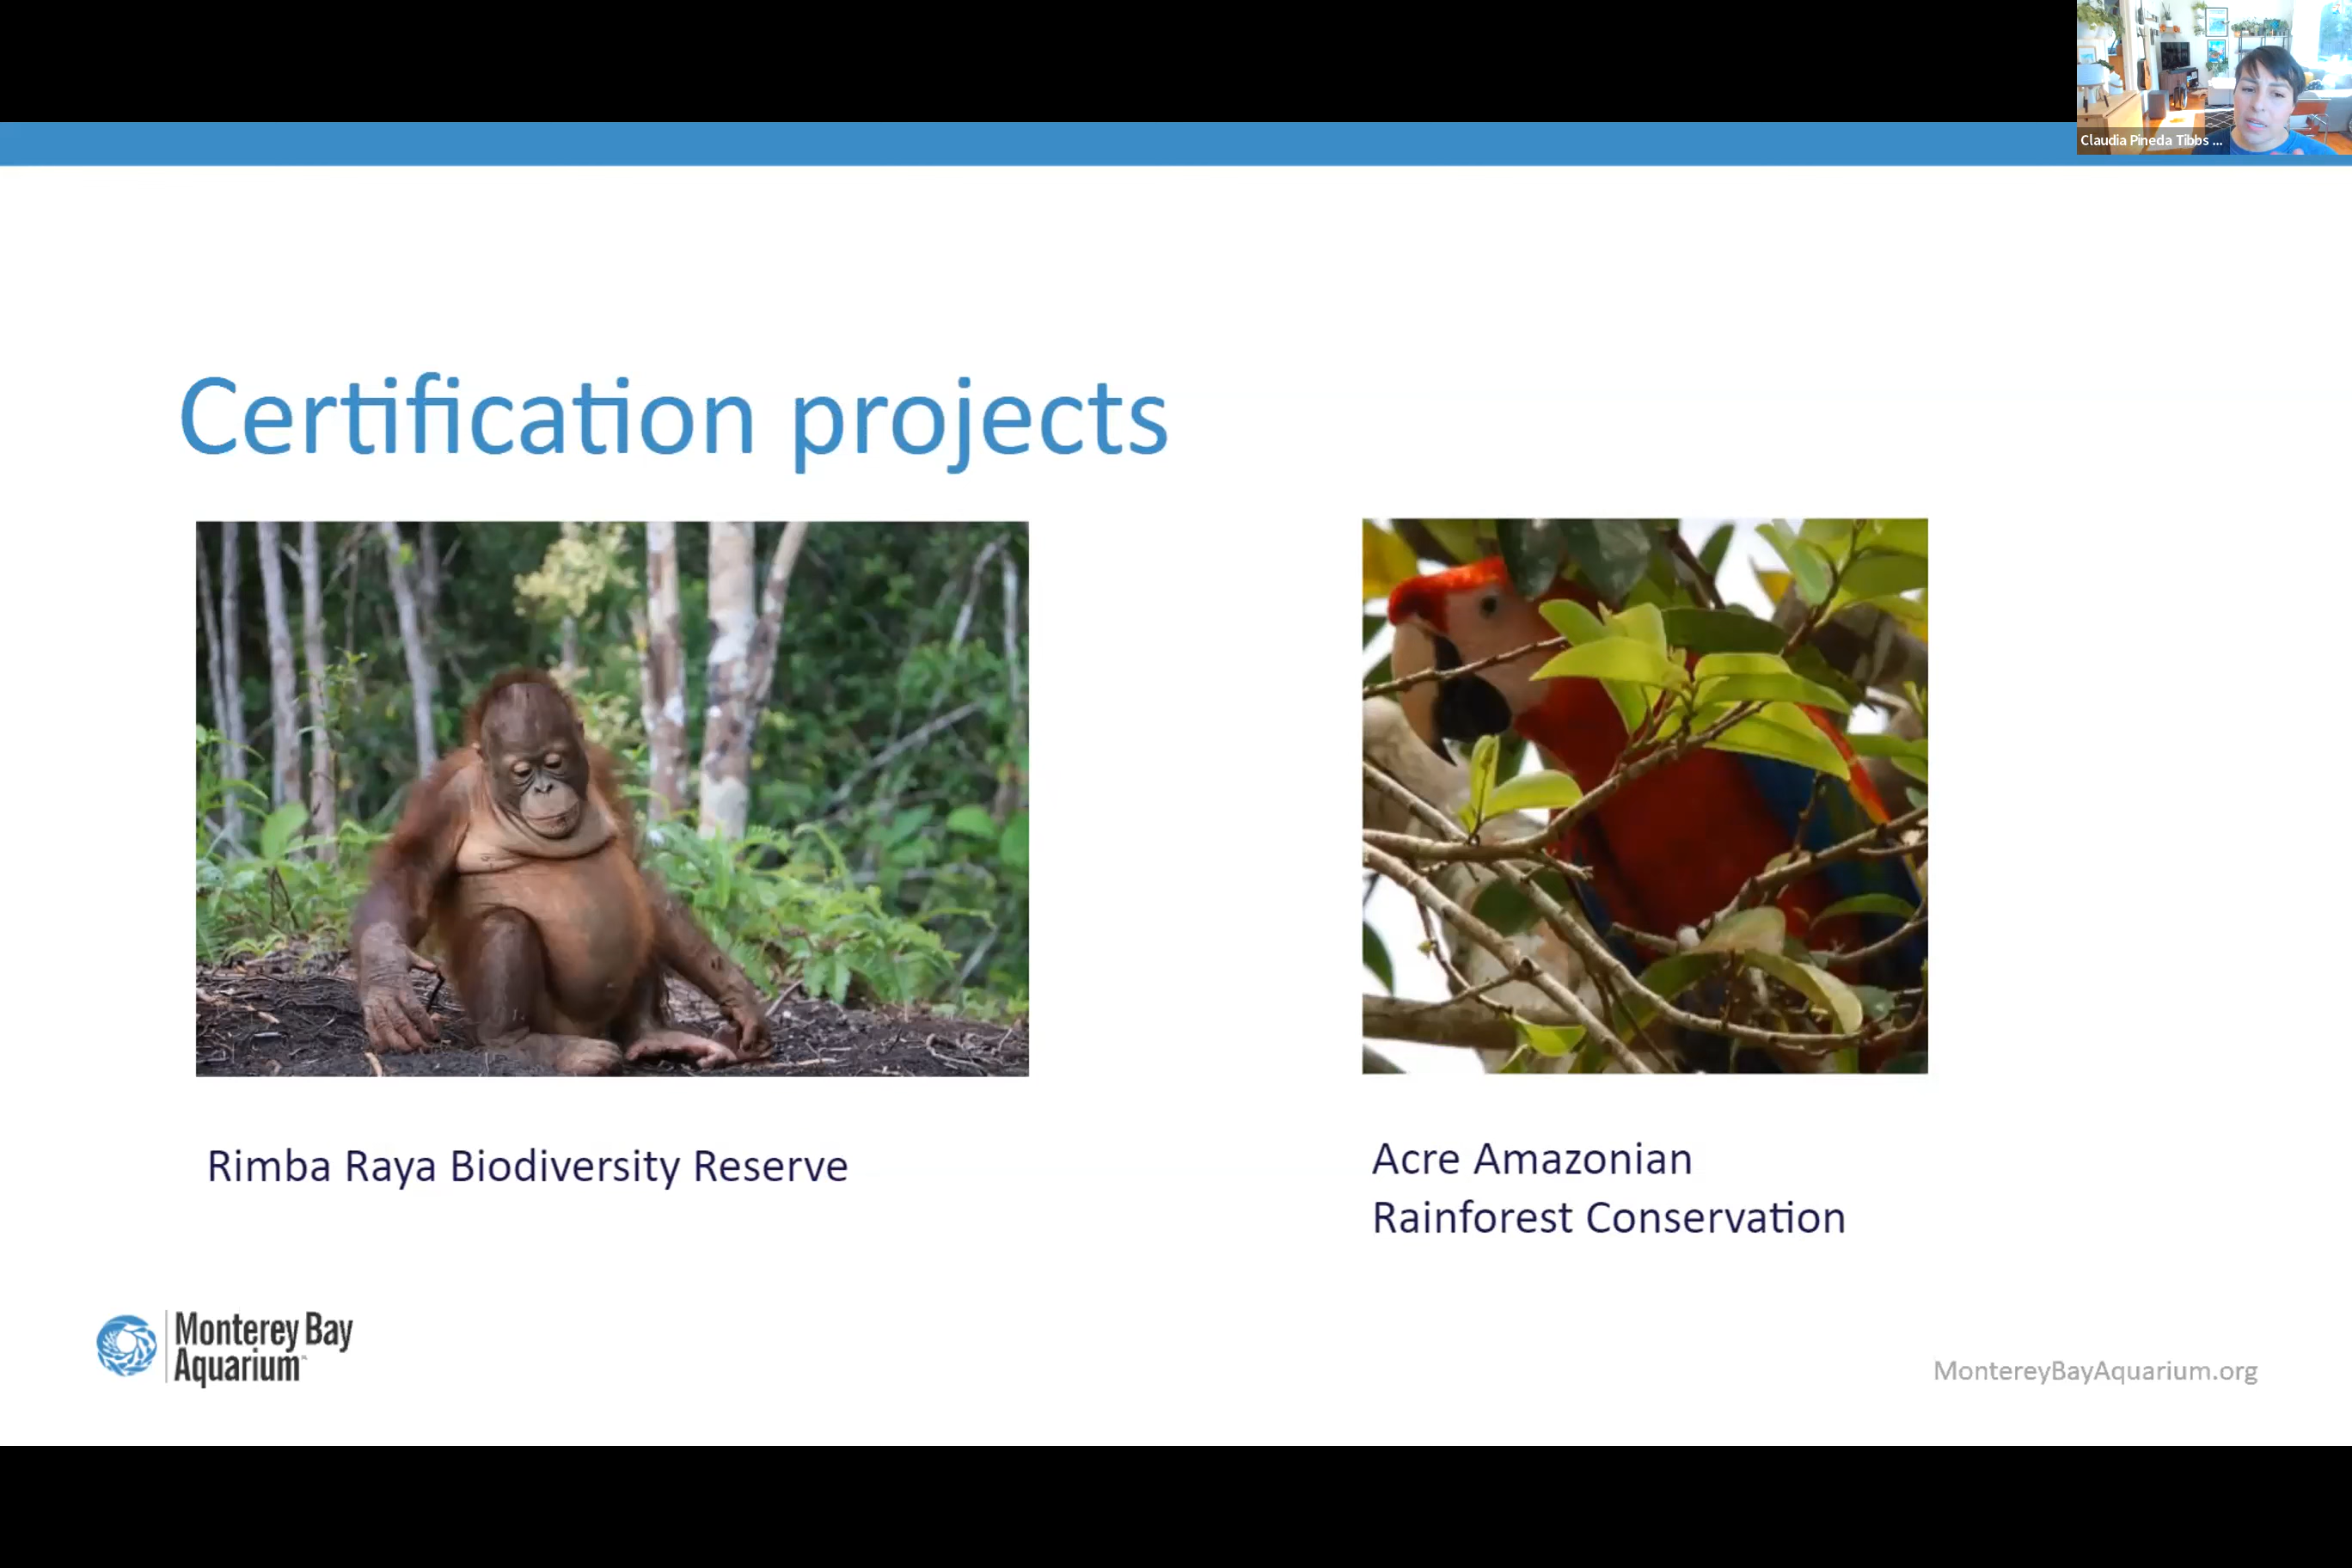 Claudia Pineda Tibbs ...
Certification projects
Rimba Raya Biodiversity Reserve
Acre Amazonian
Rainforest Conservation
Monterey Bay
Aquarium
MontereyBayAquarium.org